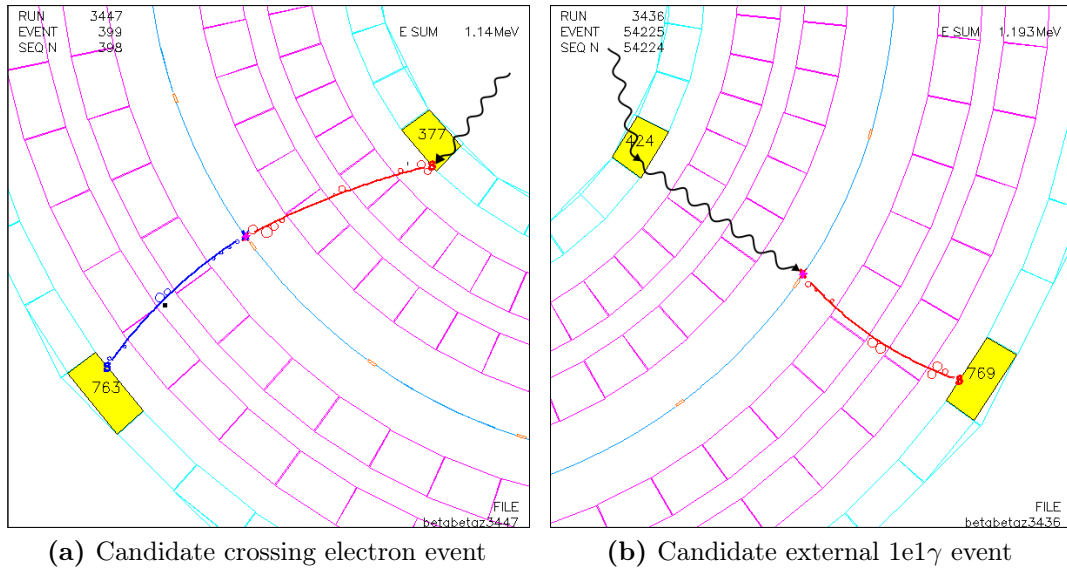 RUN 3447
EVENT 399
SEQ N 398
E SUM 1.14MeV
377
763
FILE
betabetaz3447
(a) Candidate crossing electron event
RUN 3436
EVENT 54225
SEQ N 54224
E SUM 1.193MeV
424
769
FILE
betabetaz3436
(b) Candidate external 1e1γ event